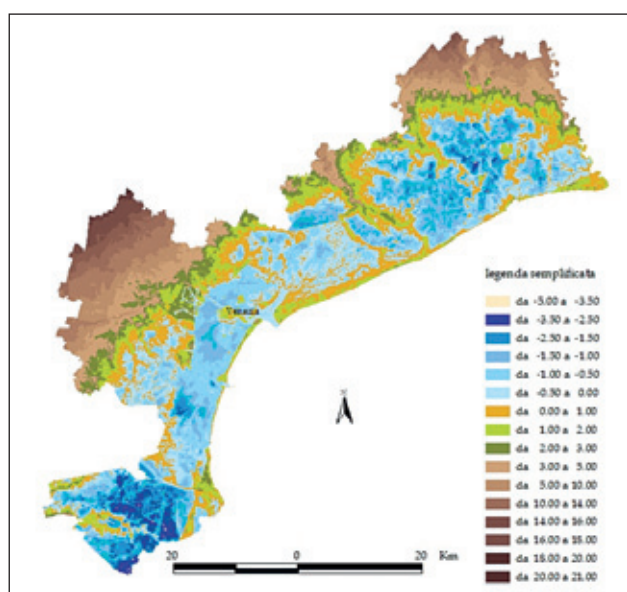 Venezia
legenda semplificata
da -5.00 a -3.50
da -3.50 a -2.50
da -2.50 a -1.50
da -1.50 a -1.00
da -1.00 a -0.50
da -0.50 a 0.00
da 0.00 a 1.00
da 1.00 a 2.00
da 2.00 a 3.00
da 3.00 a 5.00
da 5.00 a 10.00
da 10.00 a 14.00
da 14.00 a 16.00
da 16.00 a 18.00
da 18.00 a 20.00
da 20.00 a 21.00
20 0 20 Km